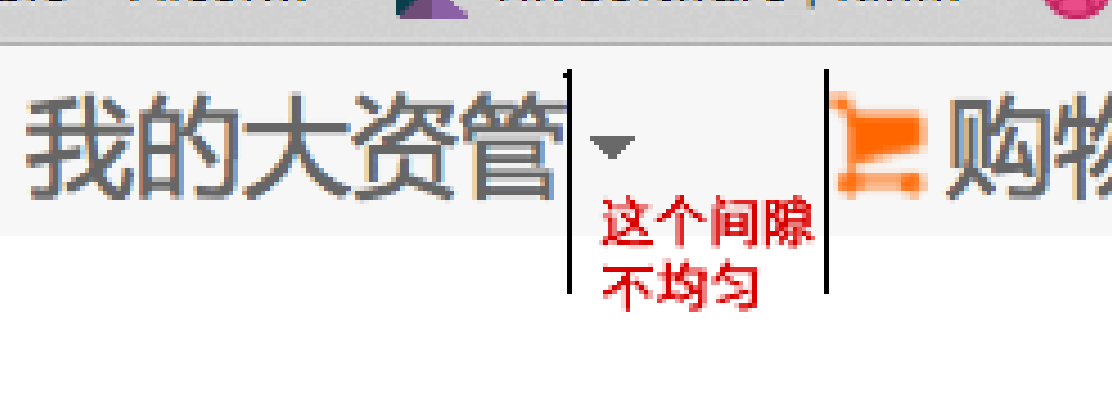 我的大资管 购物
这个间隙
不均匀